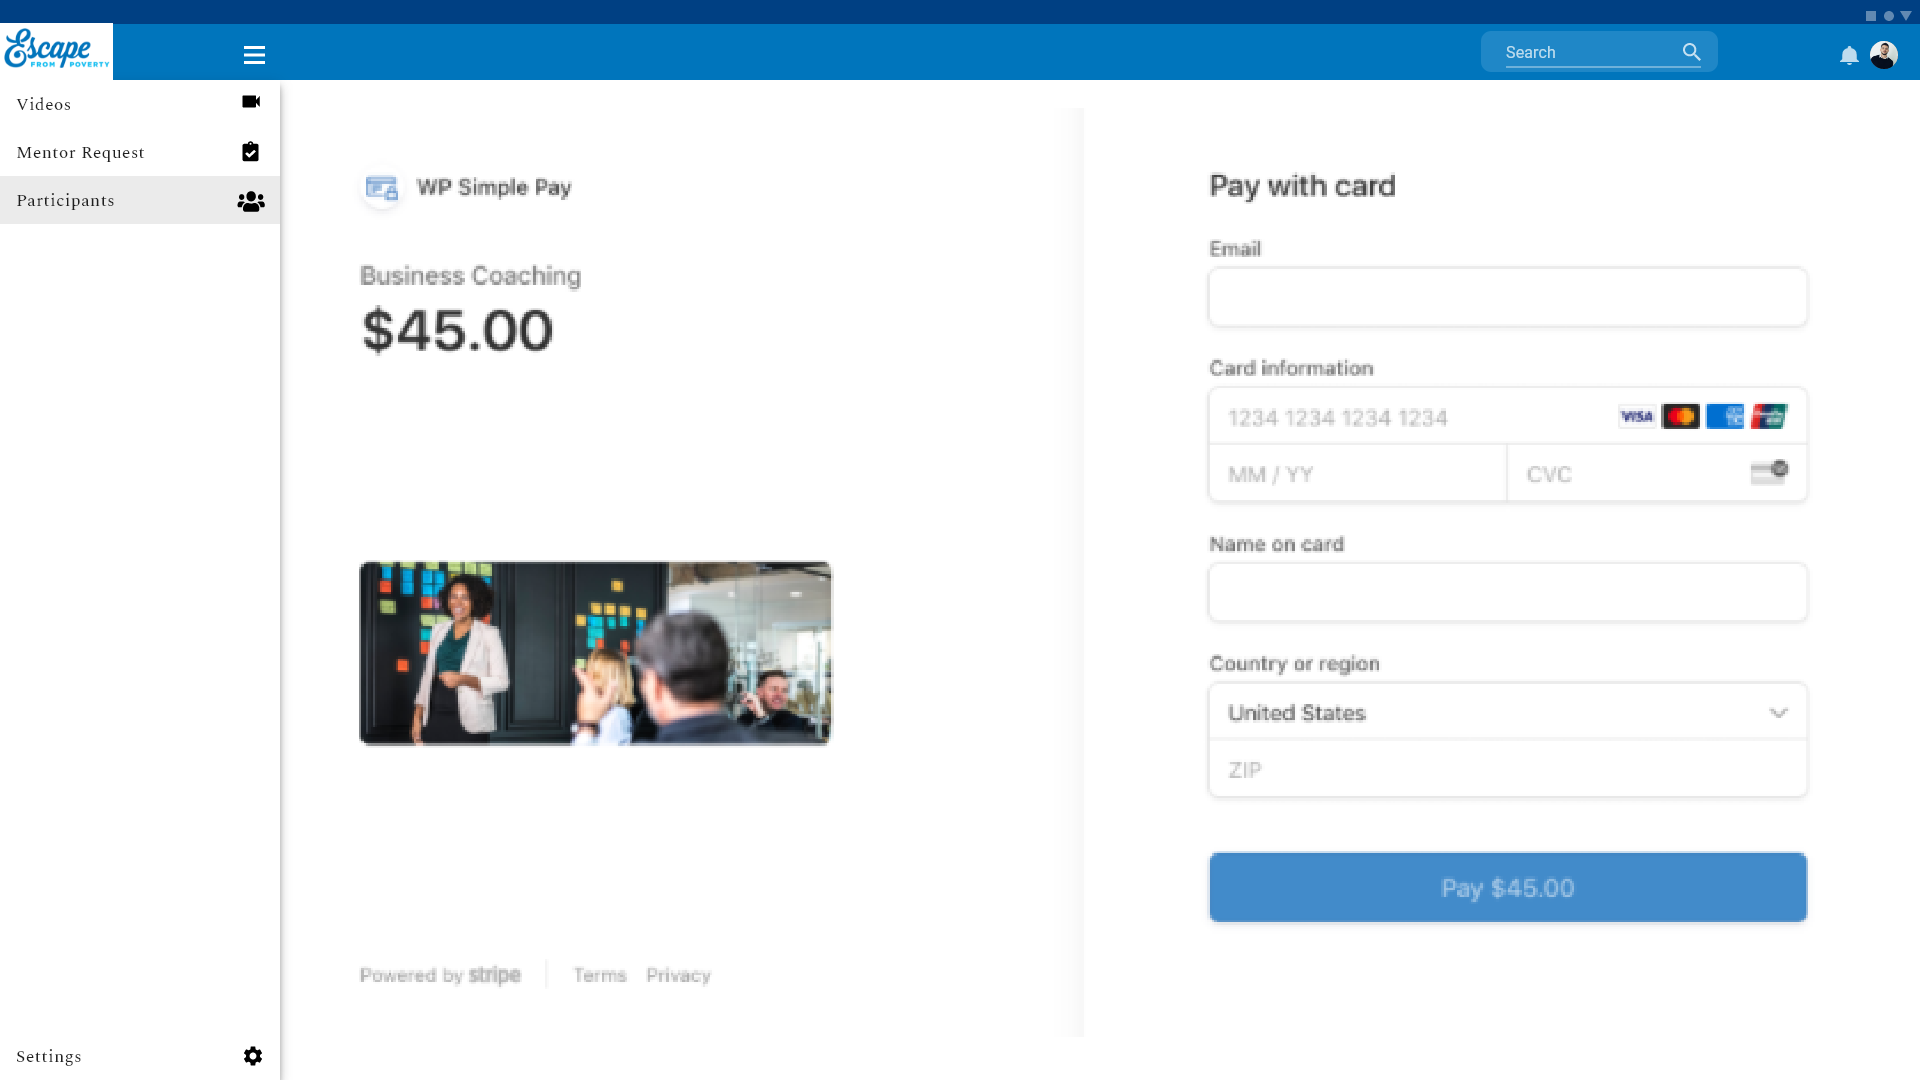 Escape
FROM POVERTY
Search
Videos
Mentor Request
Participants
Settings
WP Simple Pay
Business Coaching
$45.00
Powered by stripe
Terms Privacy
Pay with card
Email
Card information
1234 1234 1234 1234
VISA
MM / YY
CVC
Name on card
Country or region
United States
ZIP
Pay $45.00